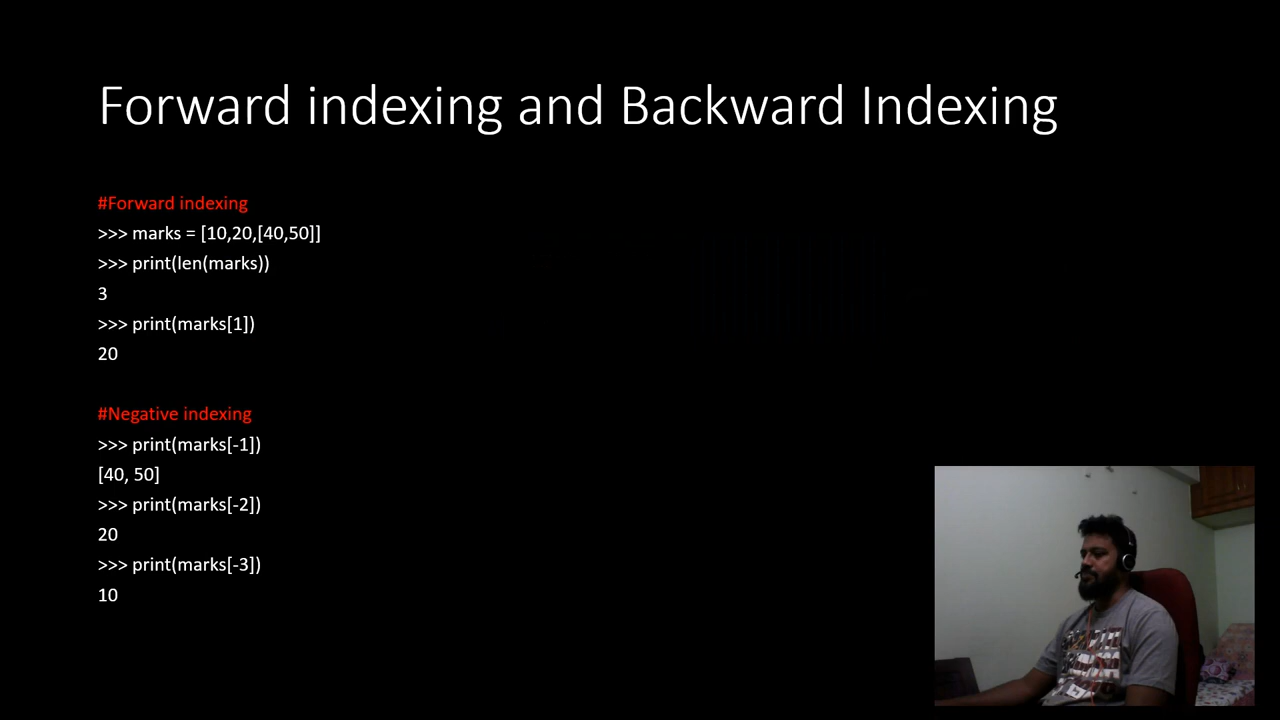 Forward indexing and Backward Indexing
#Forward indexing
>>> marks = [10,20,[40,50]]
>>> print(len(marks))
3
>>> print(marks[1])
20
#Negative indexing
>>> print(marks[-1])
[40, 50]
>>> print(marks[-2])
20
>>> print(marks[-3])
10